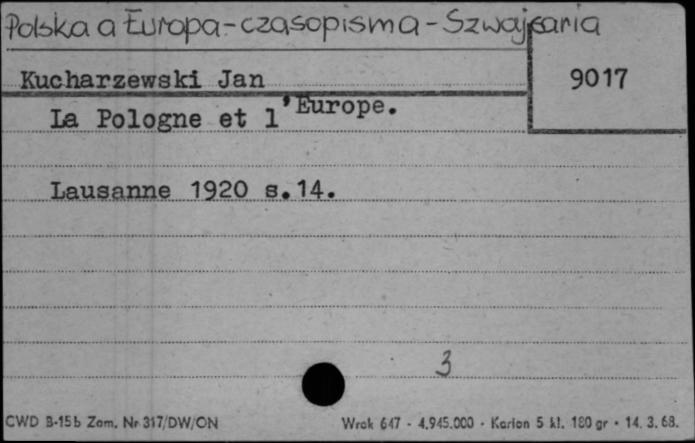 Polska a Europa - czasopisma - Szwajcaria
Kucharzewski Jan
9017
La Pologne et l'Europe.
Lausanne 1920 s.14.
3
CWD B-15b Zam. Nr 317/DW/ON
Wrak 647 - 4.945.000 - Karton 5 kl. 180 gr - 14. 3. 68.